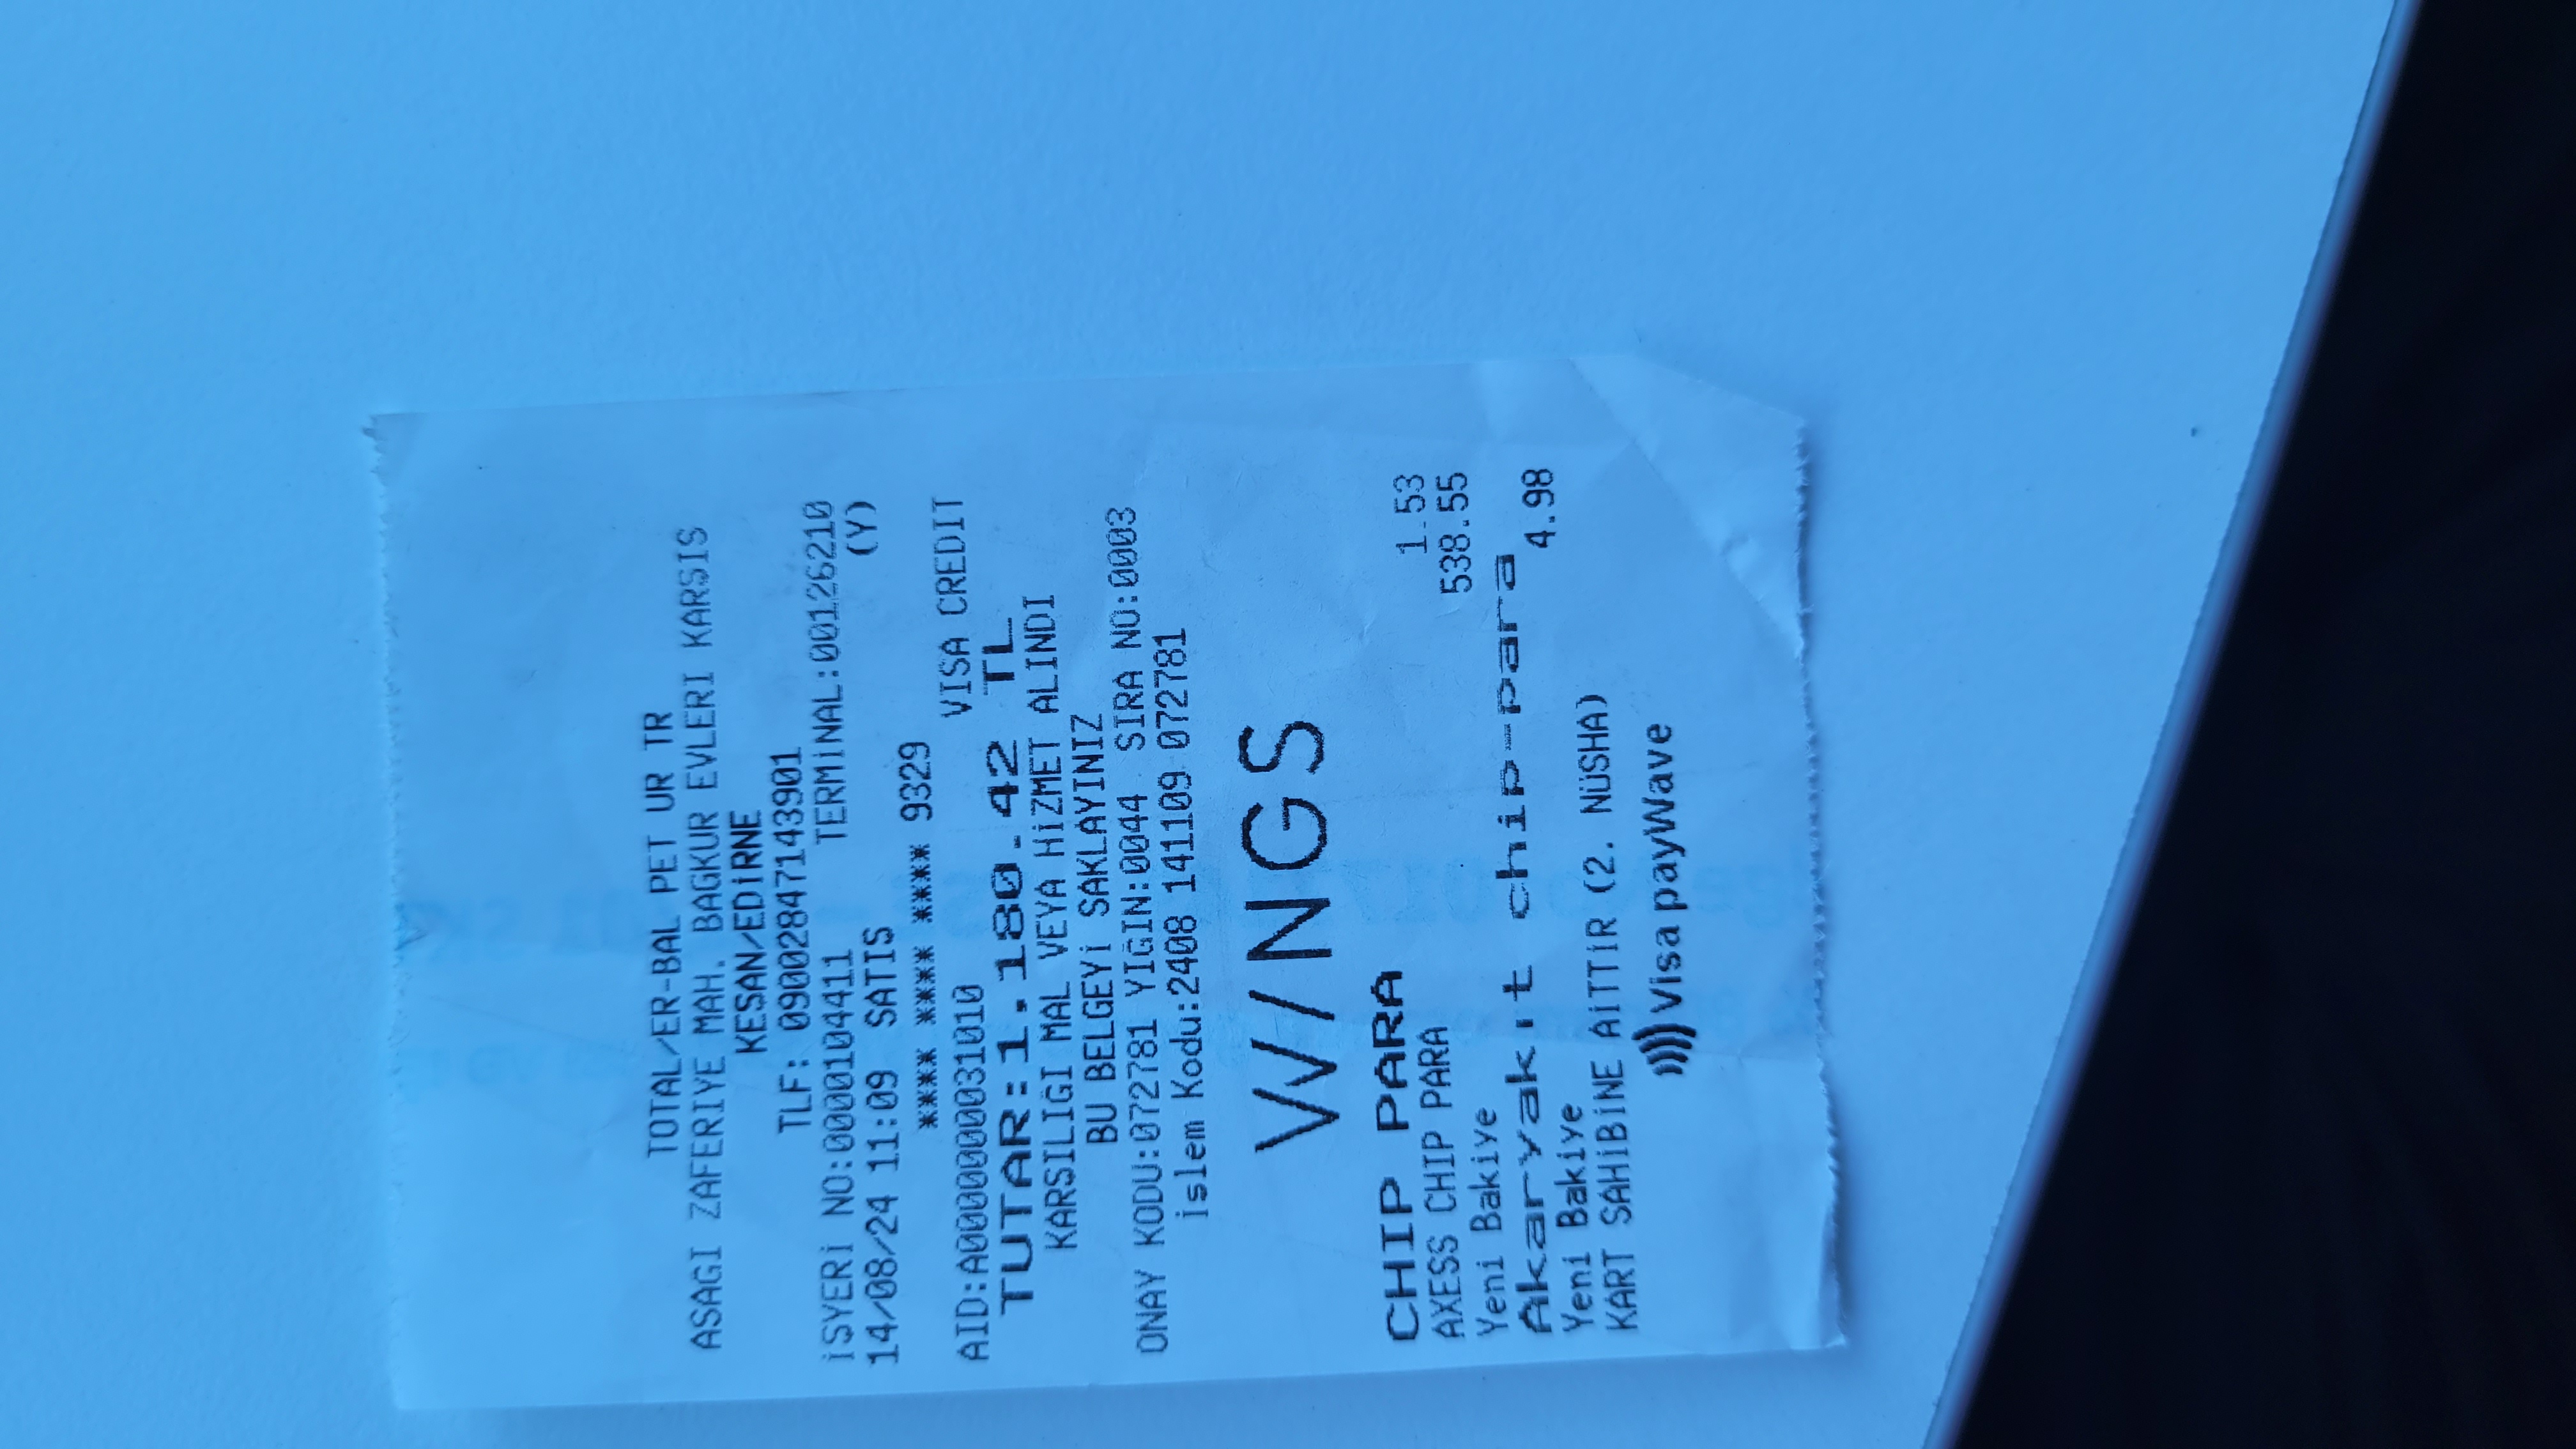 TOTAL/ER-BAL PET UR TR
ASAGI ZAFERIYE MAH. BAGKUR EVLERI KARSIS
KESAN/EDİRNE
TLF: 09002847143901
İSYERİ NO:0000104411 TERMİNAL:00126210
14/08/24 11:09 SATIS (Y)
**** **** **** 9329
AID:A0000000031010 VISA CREDIT
TUTAR:1.180.42 TL
KARSILIĞI MAL VEYA HİZMET ALINDI
BU BELGEYİ SAKLAYINIZ
ONAY KODU:072781 YIĞIN:0044 SIRA NO:0003
İslem Kodu:2408 141109 072781
WINGS
CHIP PARA
AXESS CHIP PARA 1.53
Yeni Bakiye 538.55
Akaryakıt chip-para
Yeni Bakiye 4.98
KART SAHİBİNE AİTTİR (2. NÜSHA)
Visa payWave